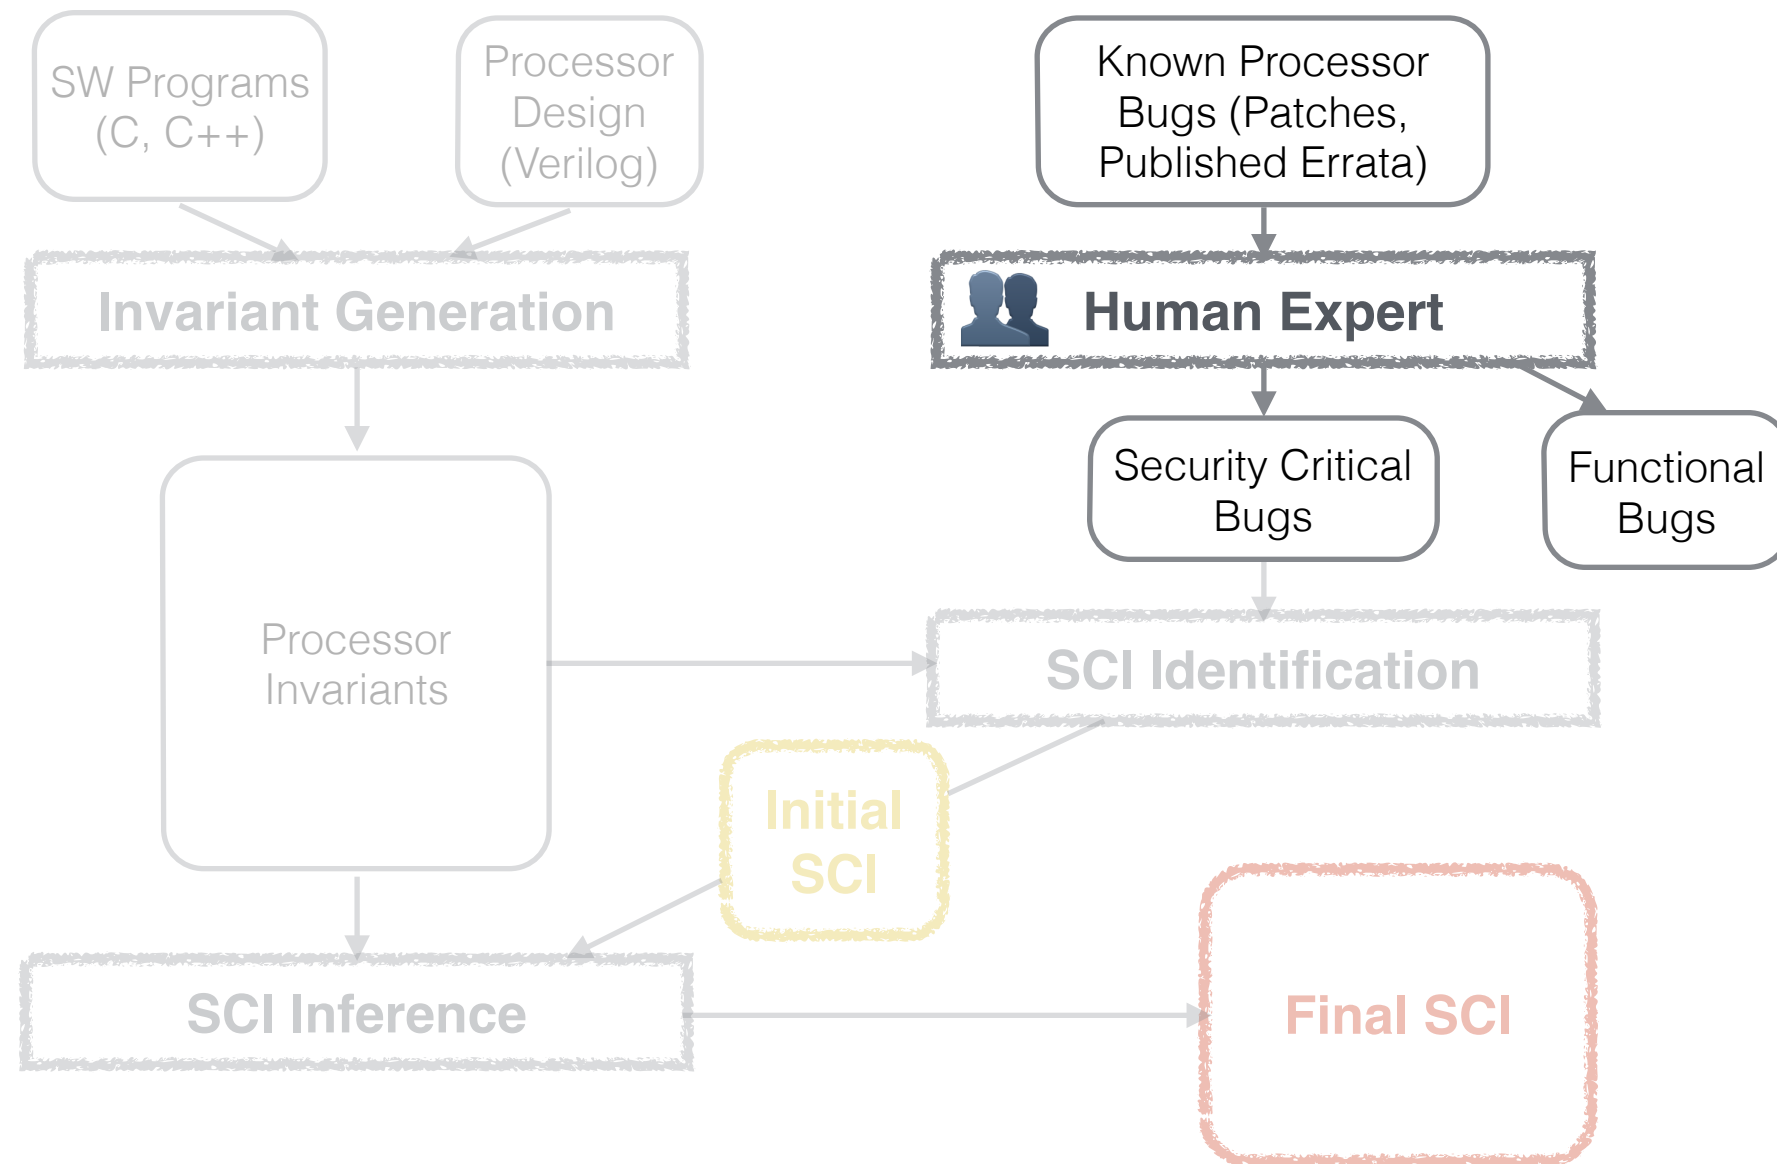 SW Programs
(C, C++)
Processor
Design
(Verilog)
Known Processor
Bugs (Patches,
Published Errata)
Invariant Generation
Human Expert
Security Critical
Bugs
Functional
Bugs
Processor
Invariants
SCI Identification
Initial
SCI
SCI Inference
Final SCI